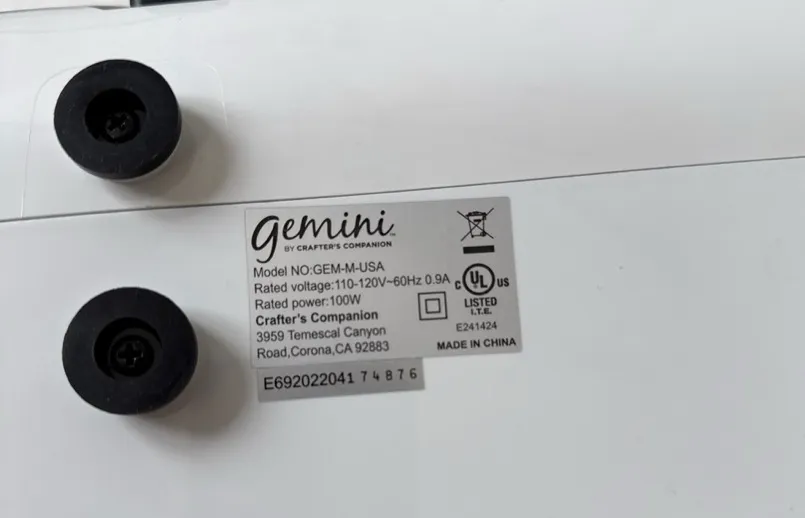 gemini™
BY CRAFTER'S COMPANION
Model NO:GEM-M-USA
Rated voltage:110-120V~60Hz 0.9A
Rated power:100W
Crafter's Companion
3959 Temescal Canyon
Road,Corona,CA 92883
C UL US
LISTED
I.T.E.
E241424
MADE IN CHINA
E692022041 74876